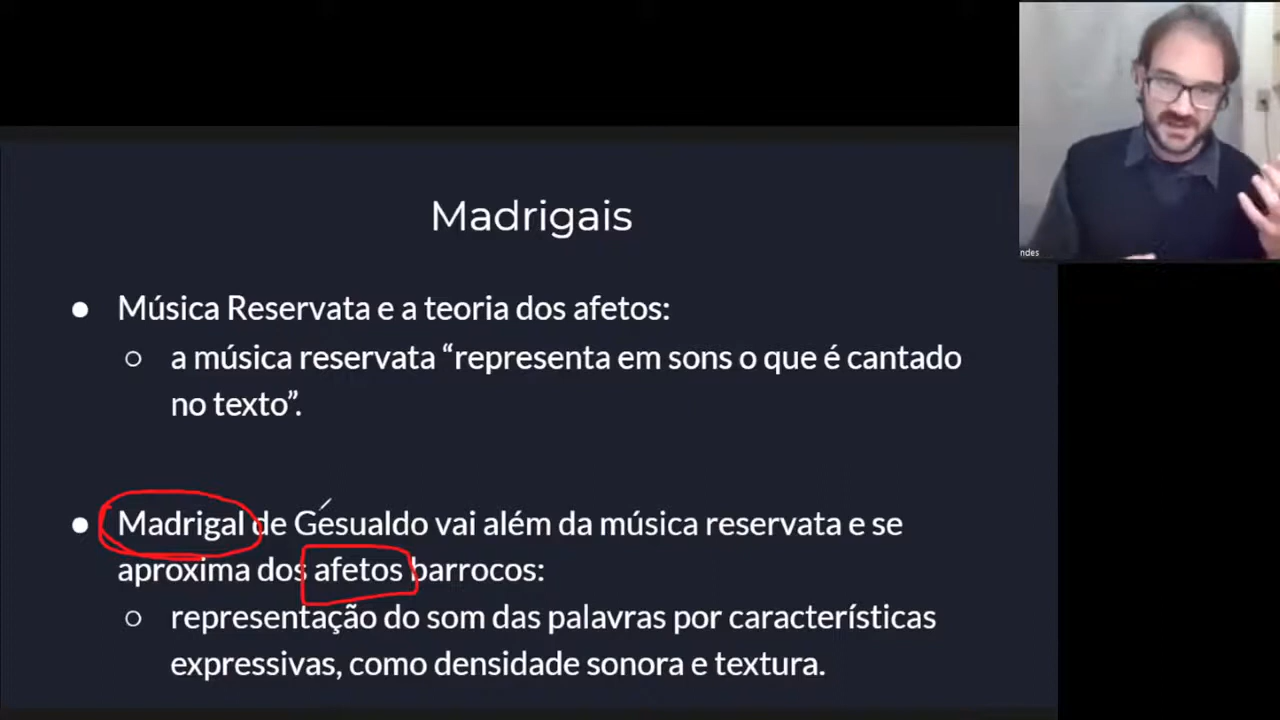 Madrigais
● Música Reservata e a teoria dos afetos:
○ a música reservata “representa em sons o que é cantado
no texto”.
● Madrigal de Gesualdo vai além da música reservata e se
aproxima dos afetos barrocos:
○ representação do som das palavras por características
expressivas, como densidade sonora e textura.
ndes